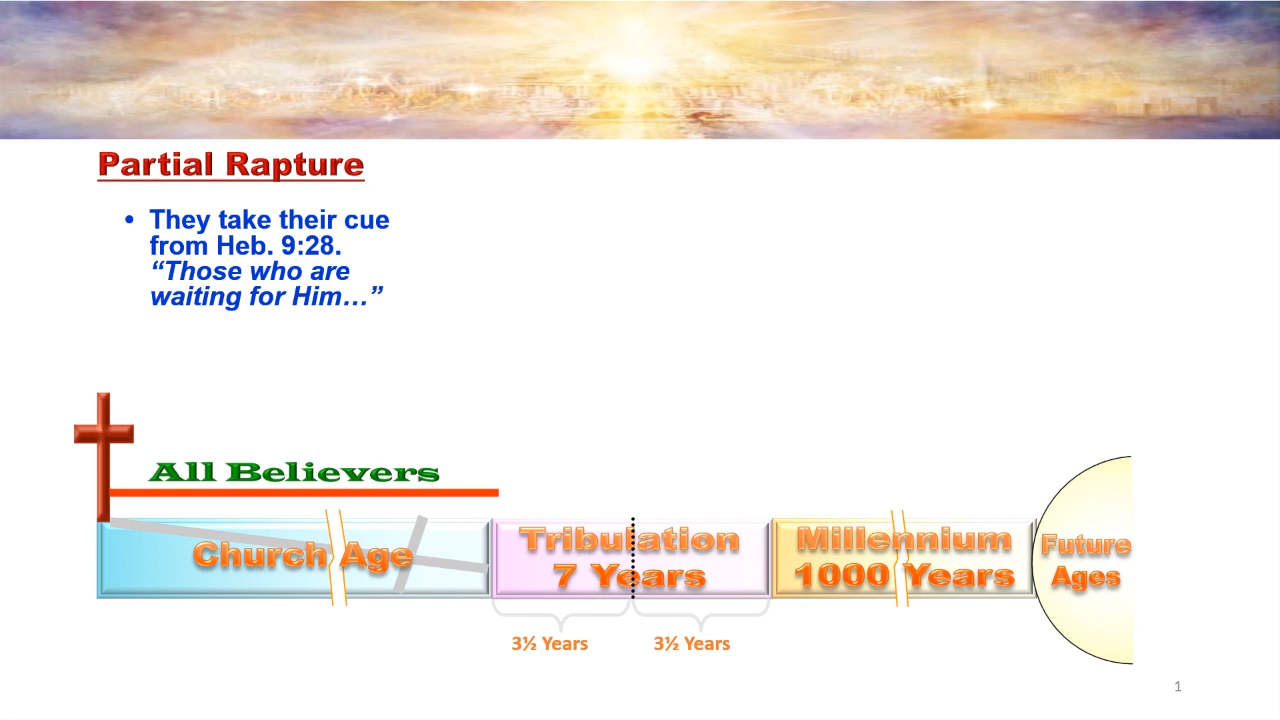 Partial Rapture
• They take their cue
from Heb. 9:28.
“Those who are
waiting for Him…”
All Believers
Church Age
Tribulation
7 Years
Millennium
1000 Years
Future
Ages
3½ Years
3½ Years
1